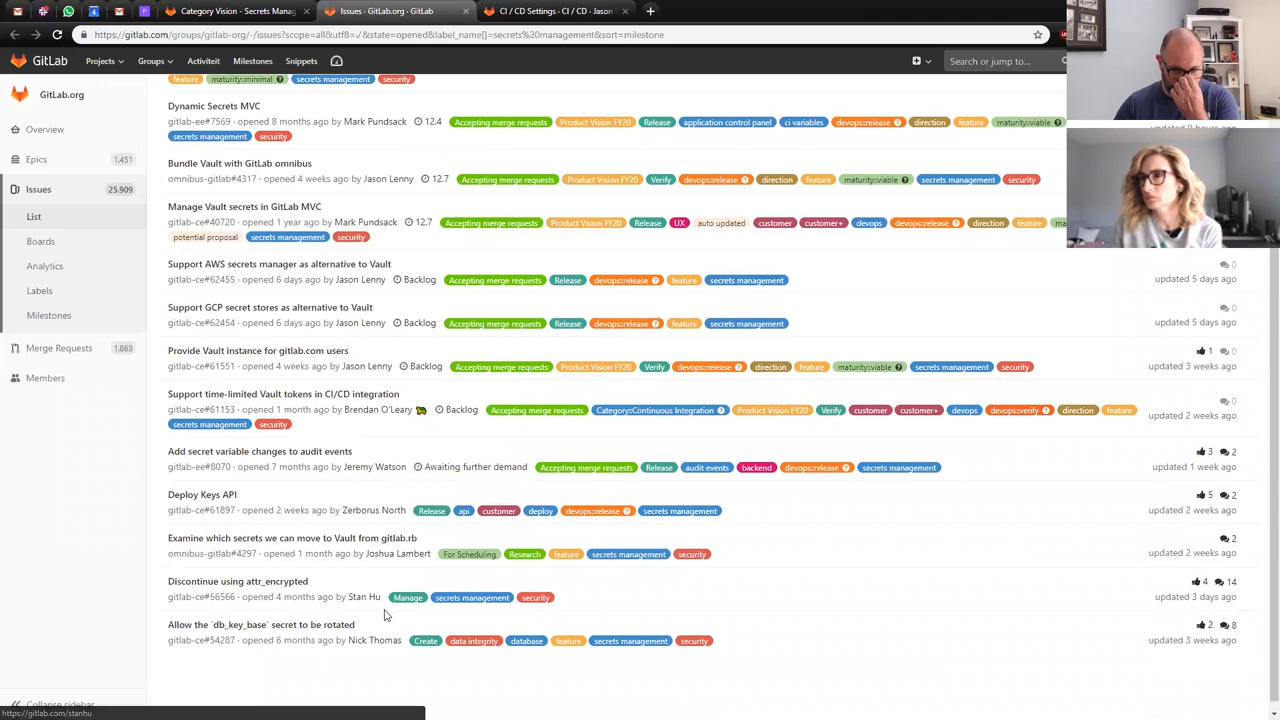 Category Vision - Secrets Mana
Issues · GitLab.org · GitLab
CI / CD Settings · CI / CD · Jason
https://gitlab.com/groups/gitlab-org/-/issues?scope=all&utf8=✓&state=opened&label_name[]=secrets%20management&sort=milestone
GitLab Projects Groups Activiteit Milestones Snippets Search or jump to...
GitLab.org
Overview
Epics 1.451
Issues 25.909
List
Boards
Analytics
Labels
Milestones
Merge Requests 1.863
Members
Collapse sidebar
feature maturity::minimal secrets management security
Dynamic Secrets MVC
gitlab-ee#7569 · opened 8 months ago by Mark Pundsack 12.4 Accepting merge requests Product Vision FY20 Release application control panel ci variables devops::release direction feature maturity::viable
updated 9 hours ago
secrets management security
Bundle Vault with GitLab omnibus
omnibus-gitlab#4317 · opened 4 weeks ago by Jason Lenny 12.7 Accepting merge requests Product Vision FY20 Verify devops::release direction feature maturity::viable secrets management security
Manage Vault secrets in GitLab MVC
gitlab-ce#40720 · opened 1 year ago by Mark Pundsack 12.7 Accepting merge requests Product Vision FY20 Release UX auto updated customer customer+ devops devops::release direction feature ma
potential proposal secrets management security
Support AWS secrets manager as alternative to Vault 0
gitlab-ce#62455 · opened 6 days ago by Jason Lenny Backlog Accepting merge requests Release devops::release feature secrets management updated 5 days ago
Support GCP secret stores as alternative to Vault 0
gitlab-ce#62454 · opened 6 days ago by Jason Lenny Backlog Accepting merge requests Release devops::release feature secrets management updated 5 days ago
Provide Vault instance for gitlab.com users 1 0
gitlab-ce#61551 · opened 4 weeks ago by Jason Lenny Backlog Accepting merge requests Product Vision FY20 Verify devops::release direction feature maturity::viable secrets management security updated 3 weeks ago
Support time-limited Vault tokens in CI/CD integration 0
gitlab-ce#61153 · opened 1 month ago by Brendan O'Leary Backlog Accepting merge requests Category::Continuous Integration Product Vision FY20 Verify customer customer+ devops devops::verify direction feature updated 2 weeks ago
secrets management security
Add secret variable changes to audit events 3 2
gitlab-ee#8070 · opened 7 months ago by Jeremy Watson Awaiting further demand Accepting merge requests Release audit events backend devops::release secrets management updated 1 week ago
Deploy Keys API 5 2
gitlab-ce#61897 · opened 2 weeks ago by Zerborus North Release api customer deploy devops::release secrets management updated 2 weeks ago
Examine which secrets we can move to Vault from gitlab.rb 2
omnibus-gitlab#4297 · opened 1 month ago by Joshua Lambert For Scheduling Research feature secrets management security updated 2 weeks ago
Discontinue using attr_encrypted 4 14
gitlab-ce#56566 · opened 4 months ago by Stan Hu Manage secrets management security updated 3 days ago
Allow the `db_key_base` secret to be rotated 2 8
gitlab-ce#54287 · opened 6 months ago by Nick Thomas Create data integrity database feature secrets management security updated 3 weeks ago
https://gitlab.com/stanhu